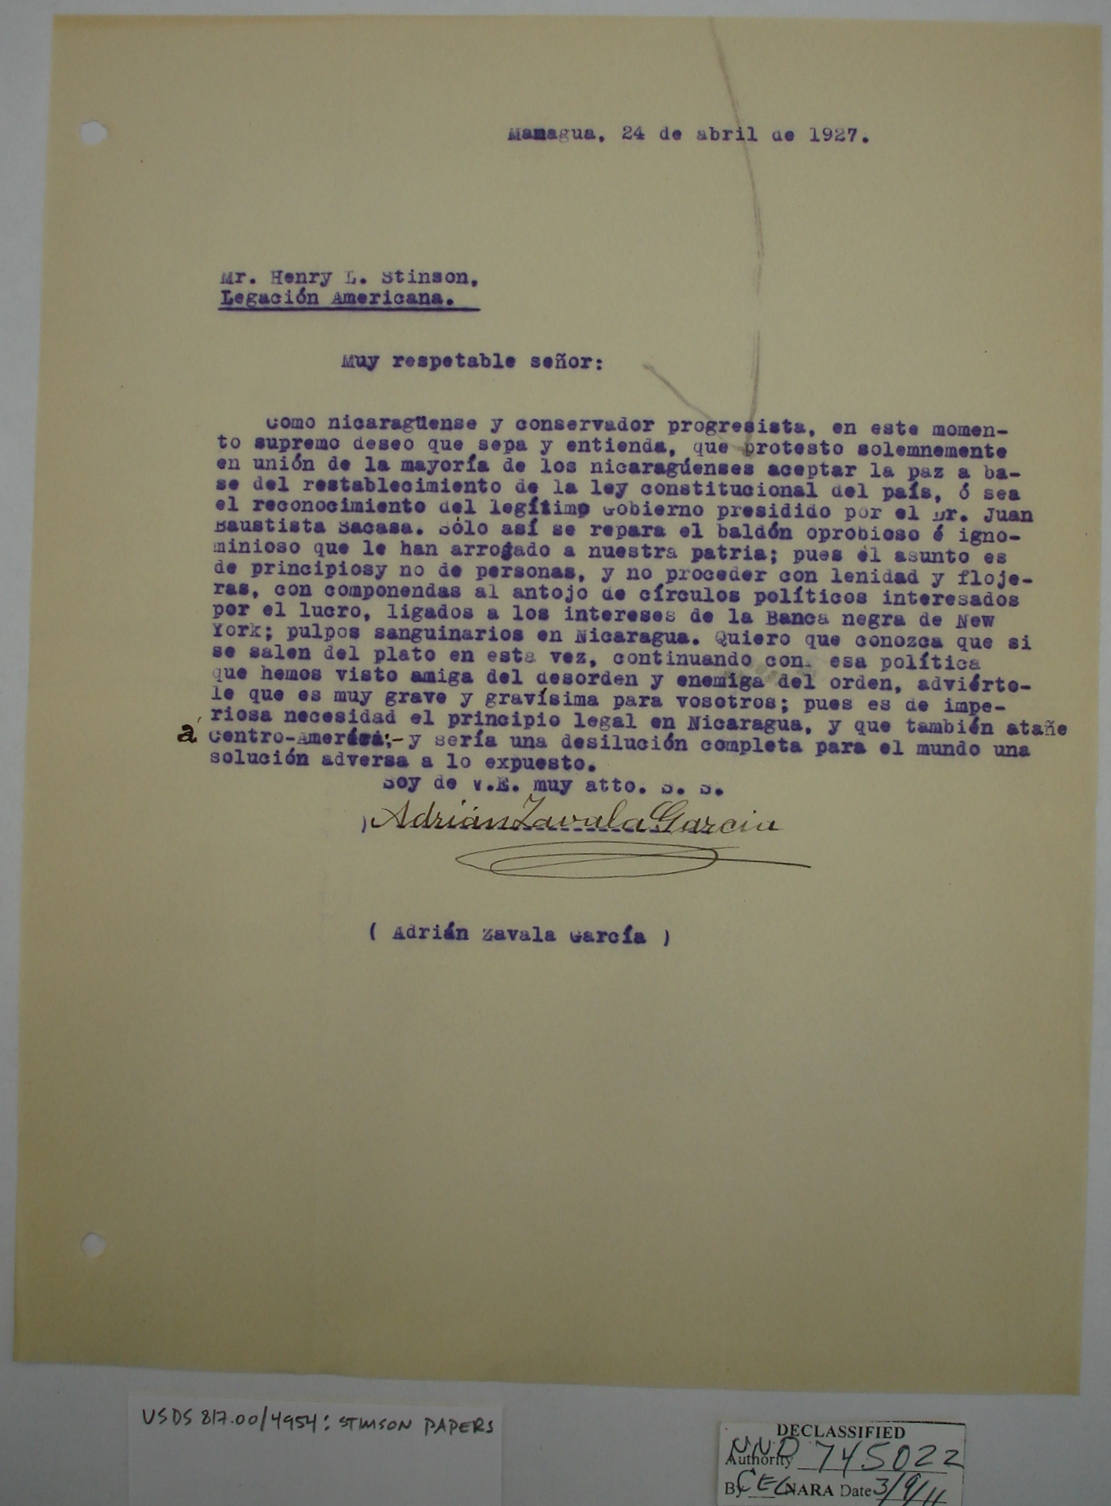 Managua, 24 de abril de 1927.
Mr. Henry L. Stinson,
Legación Americana.
Muy respetable señor:
Como nicaragüense y conservador progresista, en este momen-
to supremo deseo que sepa y entienda, que protesto solemnemente
en unión de la mayoría de los nicaragúenses aceptar la paz a ba-
se del restablecimiento de la ley constitucional del país, ó sea
el reconocimiento del legítimo Gobierno presidido por el Dr. Juan
Baustista Sacasa. Sólo así se repara el baldón oprobioso é igno-
minioso que le han arrogado a nuestra patria; pues él asunto es
de principiosy no de personas, y no proceder con lenidad y floje-
ras, con componendas al antojo de círculos políticos interesados
por el lucro, ligados a los intereses de la Banca negra de New
York; pulpos sanguinarios en Nicaragua. Quiero que conozca que si
se salen del plato en esta vez, continuando con esa política
que hemos visto amiga del desorden y enemiga del orden, adviérto-
le que es muy grave y gravísima para vosotros; pues es de impe-
riosa necesidad el principio legal en Nicaragua, y que también atañe
á Centro-América;-y sería una desilución completa para el mundo una
solución adversa a lo expuesto.
Soy de V.E. muy atto. S. S.
)Adrián Zavala Garcia
( Adrián Zavala García )
USDS 817.00/4954: STIMSON PAPERS
DECLASSIFIED
Authority NND 745022
By CEC NARA Date 3/9/11